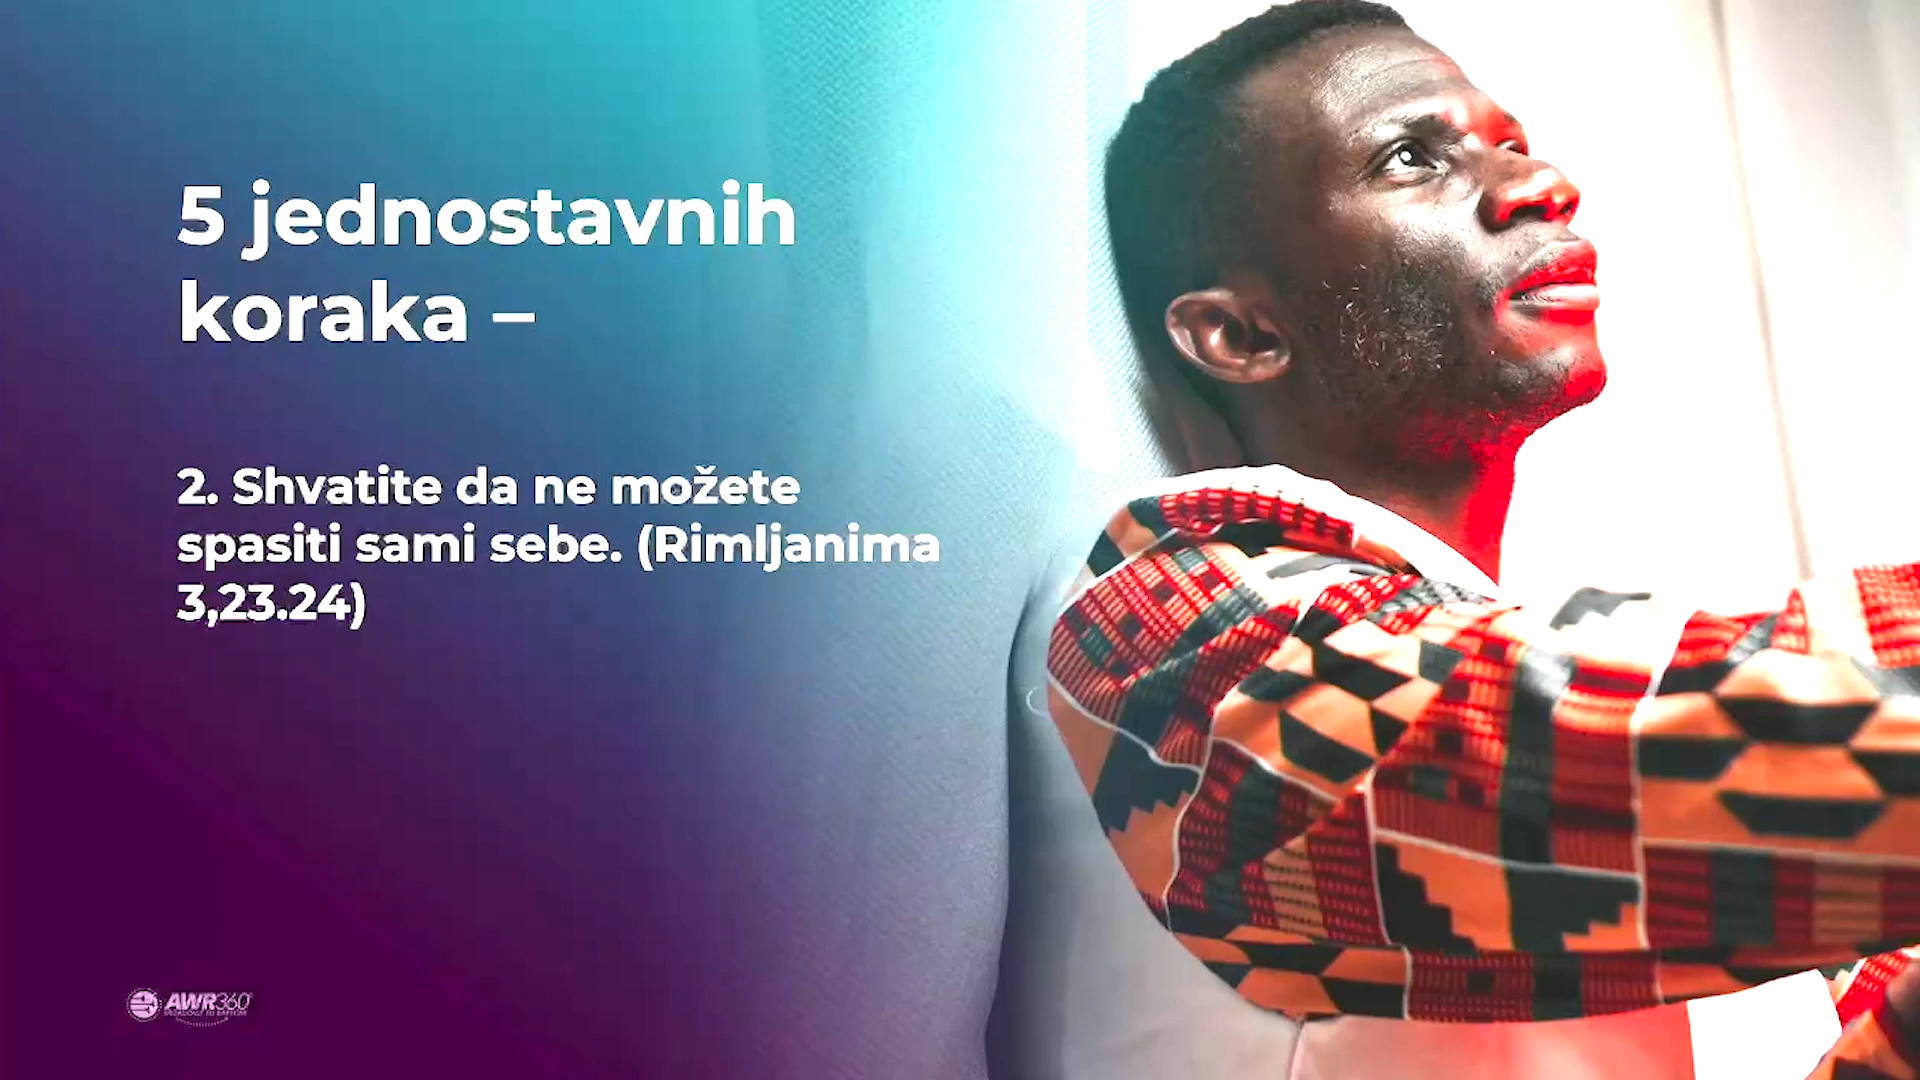 5 jednostavnih
koraka –
2. Shvatite da ne možete
spasiti sami sebe. (Rimljanima
3,23.24)
AWR360°